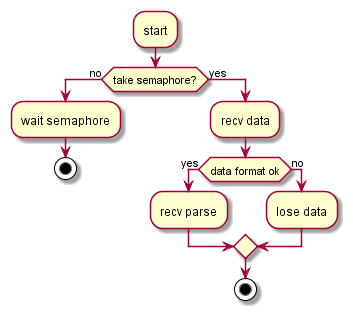 start
no
take semaphore?
yes
wait semaphore
recv data
yes
data format ok
no
recv parse
lose data